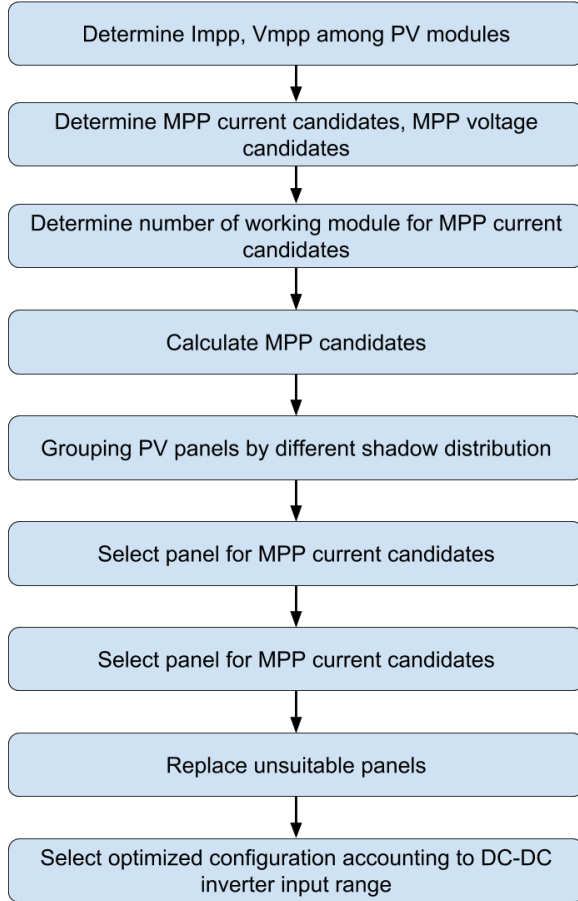 Determine Impp, Vmpp among PV modules
Determine MPP current candidates, MPP voltage
candidates
Determine number of working module for MPP current
candidates
Calculate MPP candidates
Grouping PV panels by different shadow distribution
Select panel for MPP current candidates
Select panel for MPP current candidates
Replace unsuitable panels
Select optimized configuration accounting to DC-DC
inverter input range